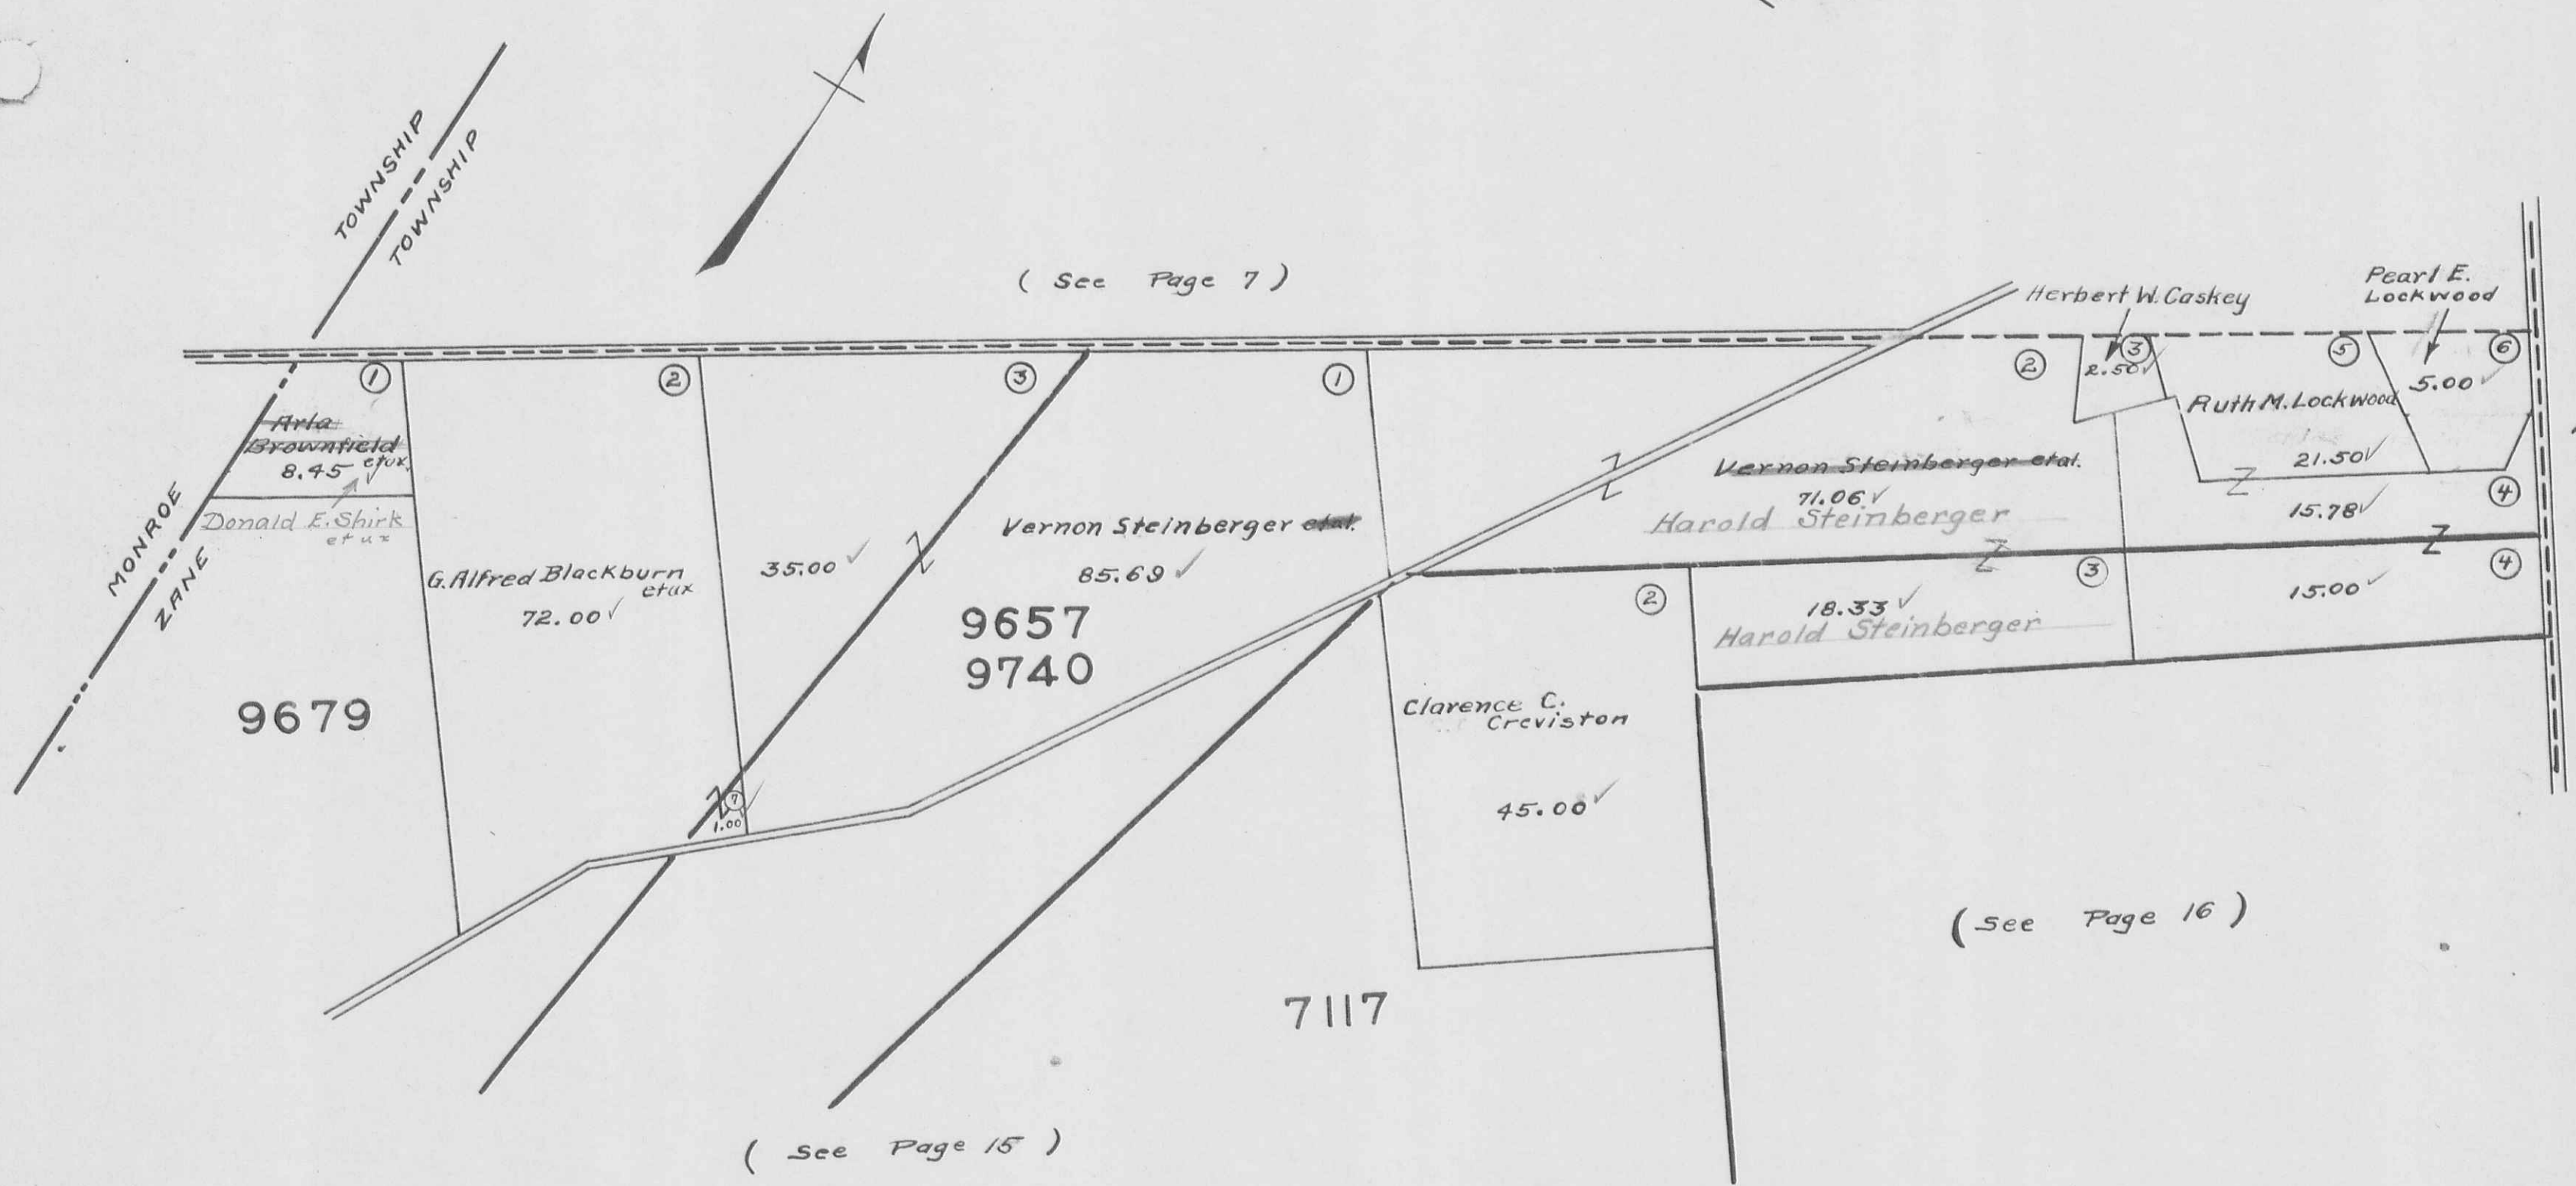 TOWNSHIP
TOWNSHIP
( See Page 7 )
Herbert W. Caskey
Pearl E.
Lockwood
1
2
3
1
2
3
5
6
2.50
5.00
Arla
Brownfield
etux.
8.45
Donald E. Shirk
et ux
Ruth M. Lockwood
21.50
MONROE
ZANE
Vernon Steinberger etal.
71.06
Harold Steinberger
4
15.78
G. Alfred Blackburn
etux
72.00
35.00
Vernon Steinberger etal.
85.69
9657
9740
2
3
18.33
Harold Steinberger
4
15.00
9679
Clarence C.
Creviston
45.00
7
1.00
( See Page 16 )
7117
( See Page 15 )